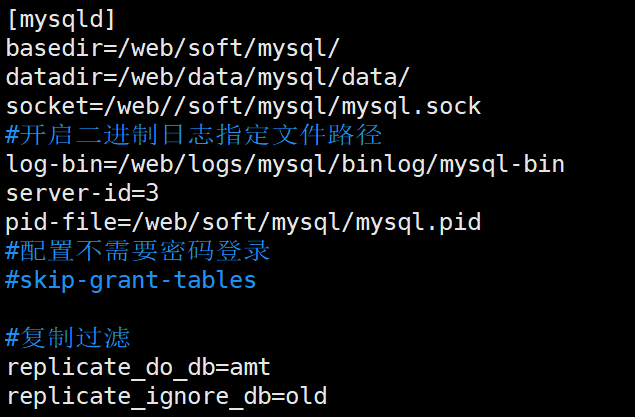 [mysqld]
basedir=/web/soft/mysql/
datadir=/web/data/mysql/data/
socket=/web//soft/mysql/mysql.sock
#开启二进制日志指定文件路径
log-bin=/web/logs/mysql/binlog/mysql-bin
server-id=3
pid-file=/web/soft/mysql/mysql.pid
#配置不需要密码登录
#skip-grant-tables
#复制过滤
replicate_do_db=amt
replicate_ignore_db=old